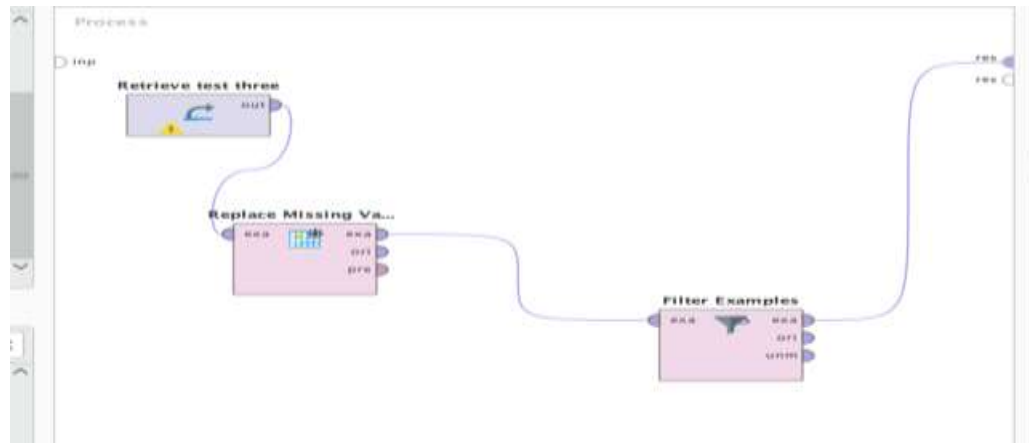 Process
inp
res
res
Retrieve test three
out
Replace Missing Va...
exa
exa
ori
pre
Filter Examples
exa
exa
ori
unm